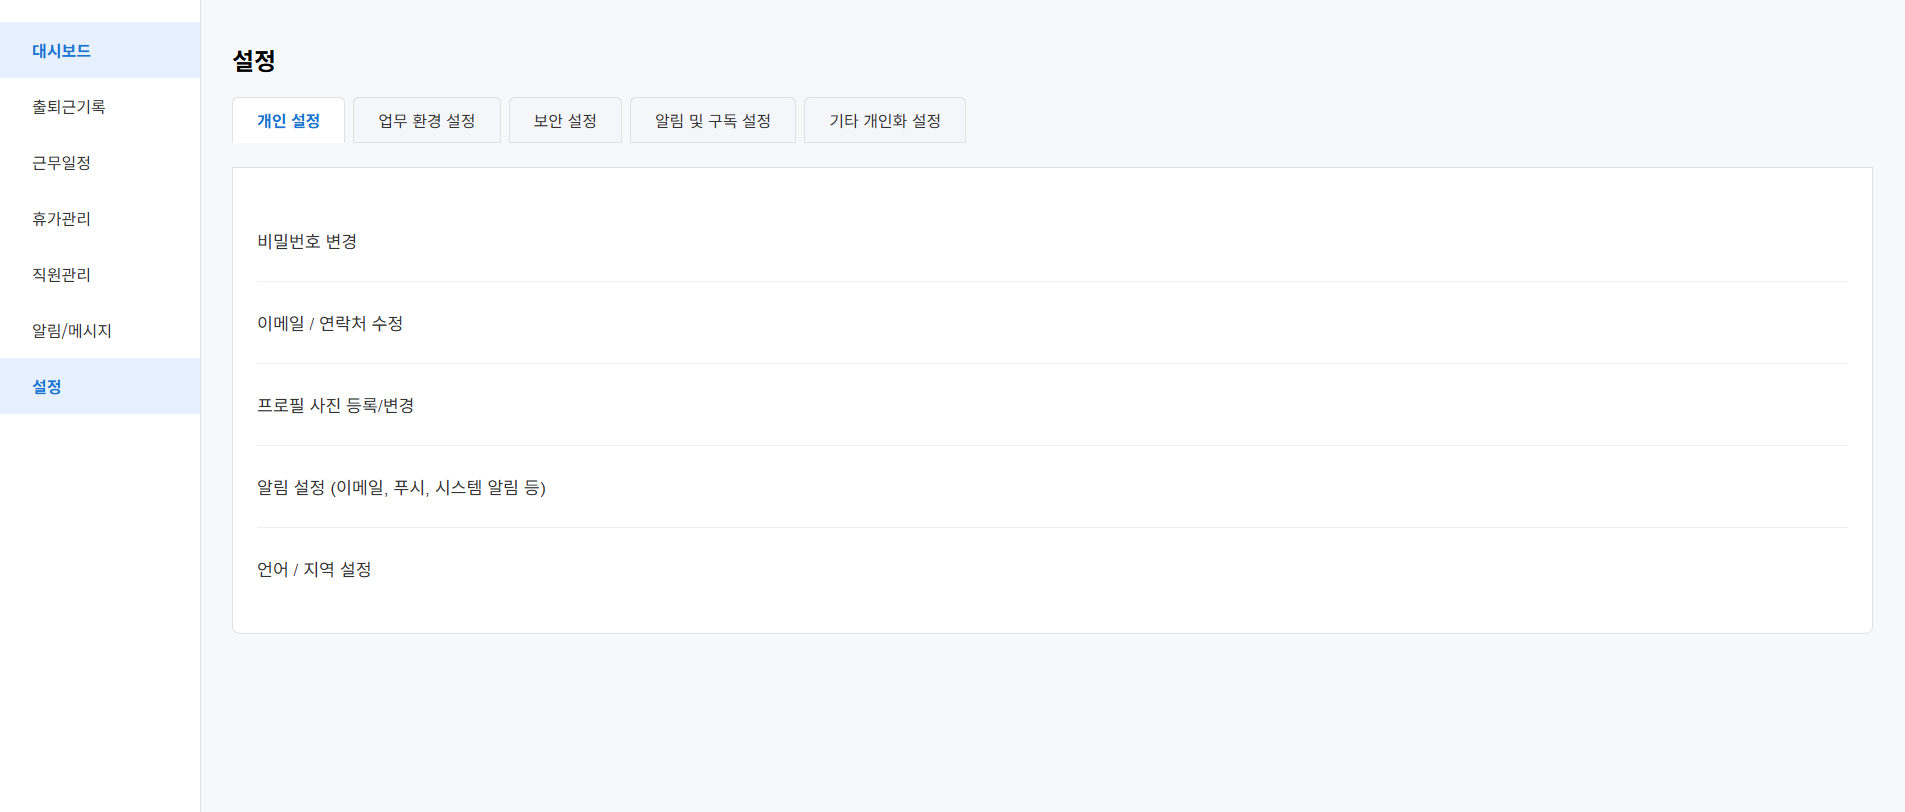 대시보드
출퇴근기록
근무일정
휴가관리
직원관리
알림/메시지
설정
설정
개인 설정
업무 환경 설정
보안 설정
알림 및 구독 설정
기타 개인화 설정
비밀번호 변경
이메일 / 연락처 수정
프로필 사진 등록/변경
알림 설정 (이메일, 푸시, 시스템 알림 등)
언어 / 지역 설정